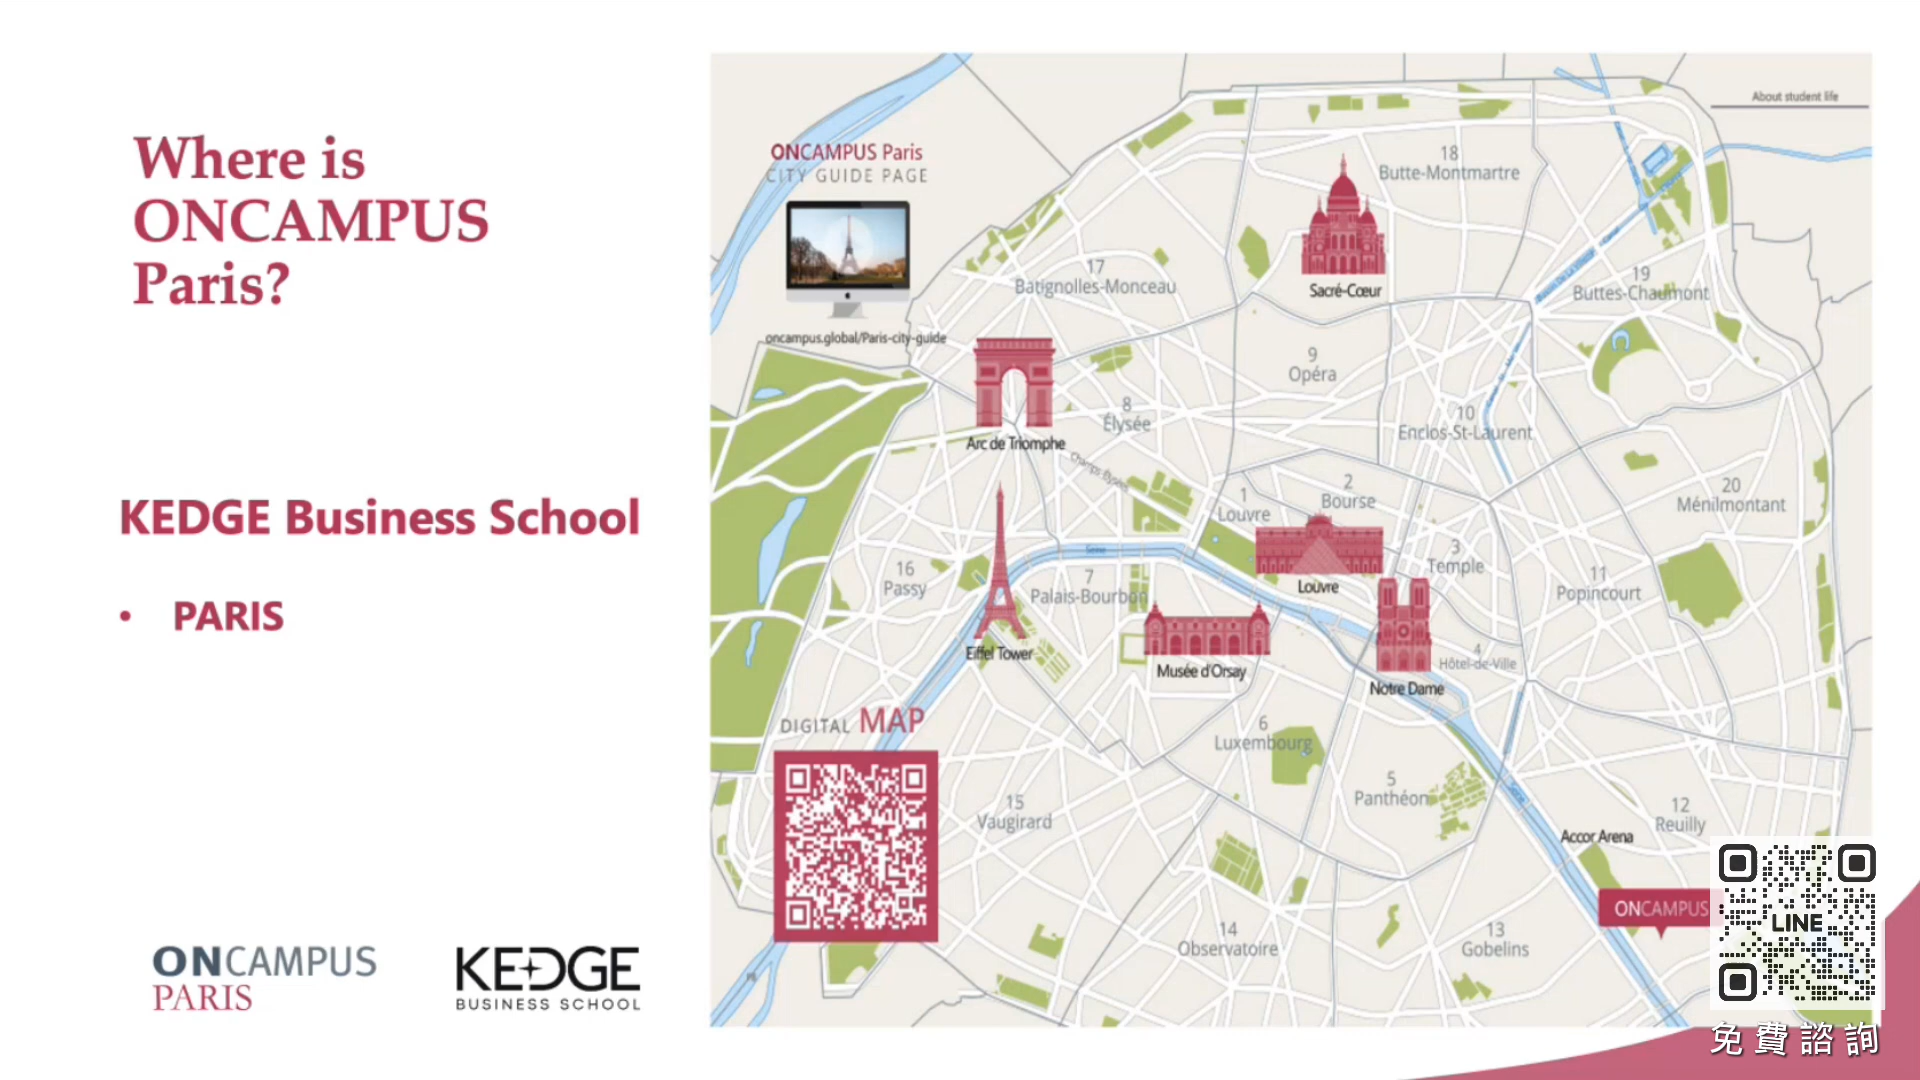 Where is
ONCAMPUS
Paris?
KEDGE Business School
• PARIS
ONCAMPUS
PARIS
KEDGE
BUSINESS SCHOOL
About student life
ONCAMPUS Paris
CITY GUIDE PAGE
oncampus.global/Paris-city-guide
18
Butte-Montmartre
Sacré-Cœur
17
Batignolles-Monceau
19
Buttes-Chaumont
9
Opéra
Arc de Triomphe
8
Élysée
10
Enclos-St-Laurent
Champs Elysées
1
Louvre
2
Bourse
20
Ménilmontant
Seine
3
Temple
16
Passy
7
Palais-Bourbon
Louvre
11
Popincourt
Eiffel Tower
Musée d'Orsay
4
Hôtel-de-Ville
Notre Dame
DIGITAL MAP
6
Luxembourg
5
Panthéon
15
Vaugirard
12
Reuilly
Seine
Accor Arena
ONCAMPUS
14
Observatoire
13
Gobelins
LINE
免費諮詢